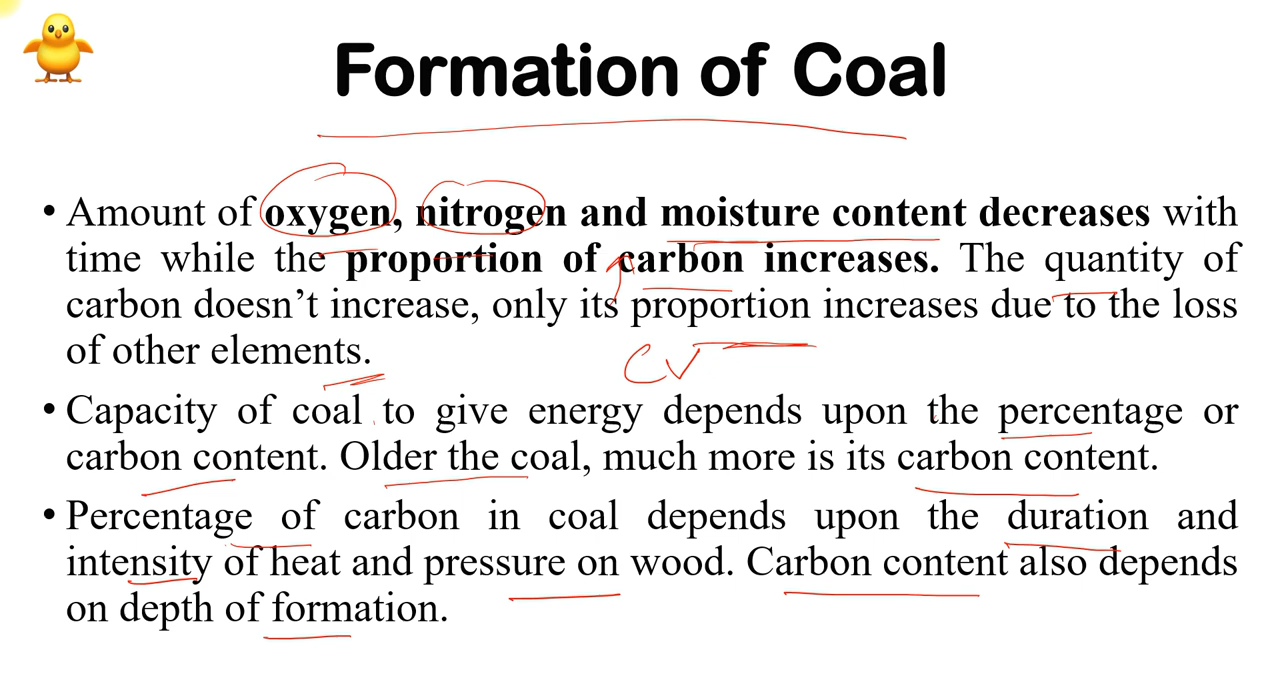 Formation of Coal
• Amount of oxygen, nitrogen and moisture content decreases with
time while the proportion of carbon increases. The quantity of
carbon doesn’t increase, only its proportion increases due to the loss
of other elements.
CV
• Capacity of coal to give energy depends upon the percentage or
carbon content. Older the coal, much more is its carbon content.
• Percentage of carbon in coal depends upon the duration and
intensity of heat and pressure on wood. Carbon content also depends
on depth of formation.